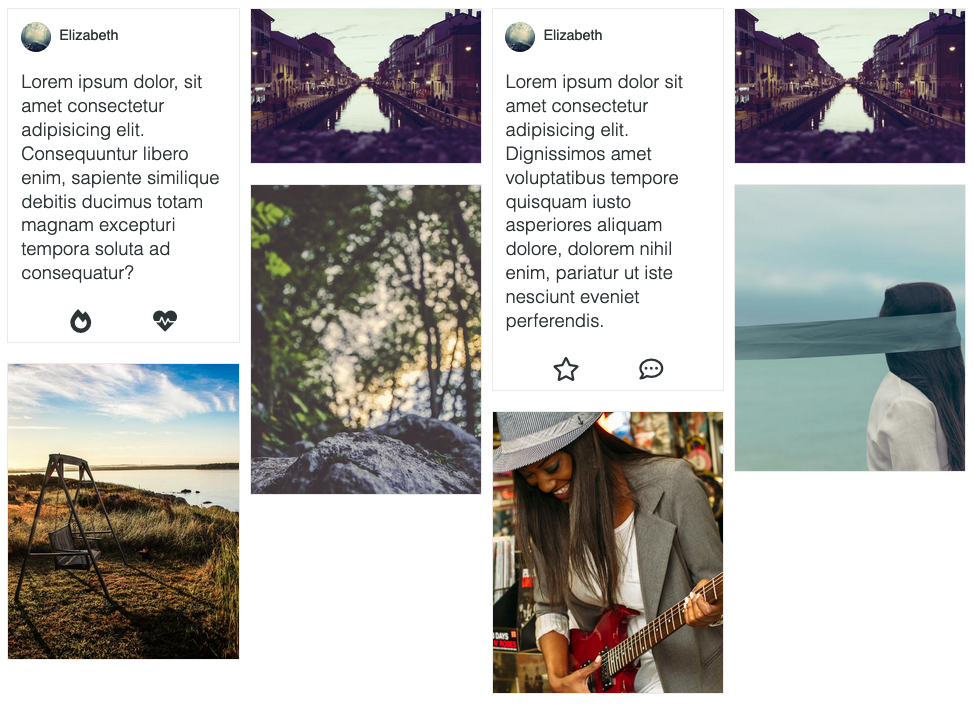 Elizabeth
Lorem ipsum dolor, sit
amet consectetur
adipisicing elit.
Consequuntur libero
enim, sapiente similique
debitis ducimus totam
magnam excepturi
tempora soluta ad
consequatur?
Elizabeth
Lorem ipsum dolor sit
amet consectetur
adipisicing elit.
Dignissimos amet
voluptatibus tempore
quisquam iusto
asperiores aliquam
dolore, dolorem nihil
enim, pariatur ut iste
nesciunt eveniet
perferendis.
DAYS
N' ROSES